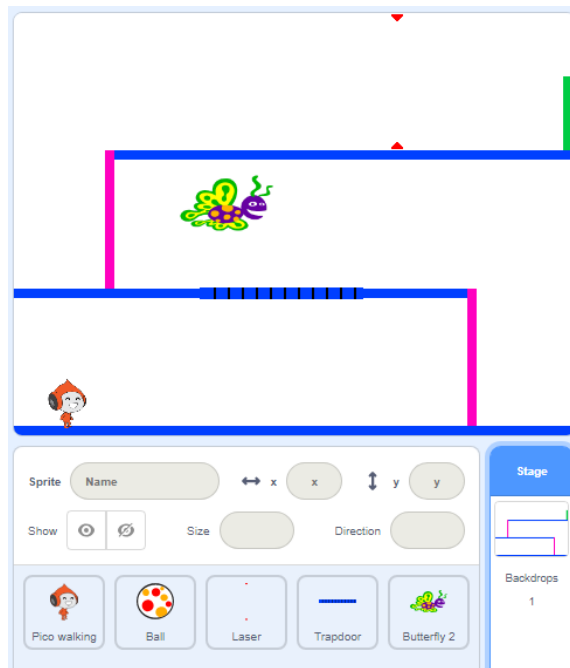 Sprite Name x x y y
Show Size Direction
Stage
Backdrops
1
Pico walking Ball Laser Trapdoor Butterfly 2